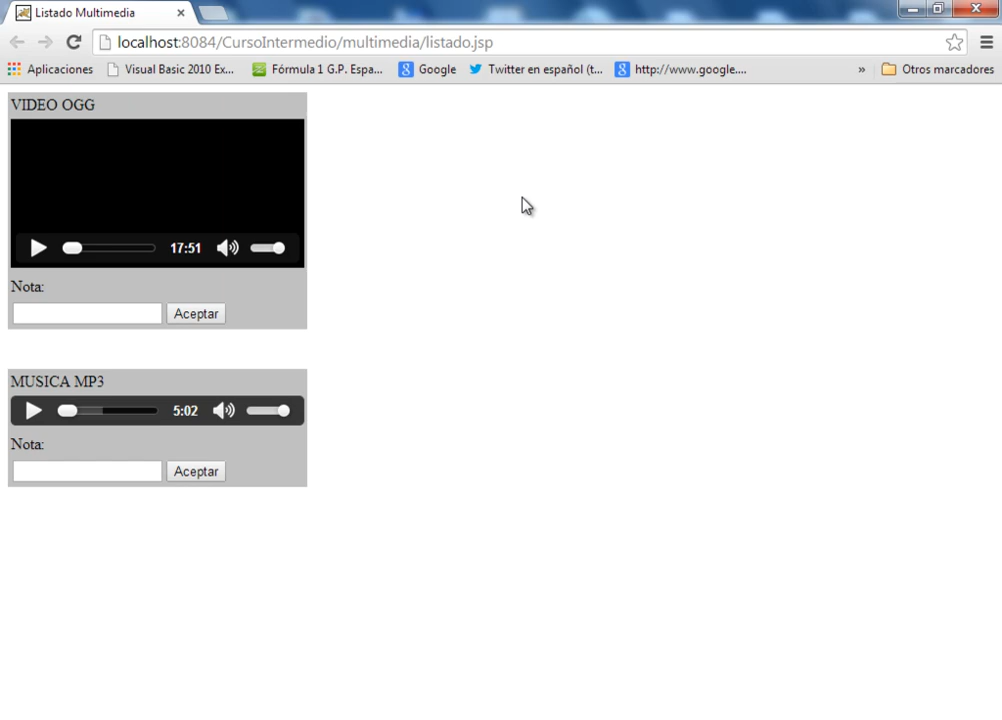 Listado Multimedia
localhost:8084/CursoIntermedio/multimedia/listado.jsp
Aplicaciones Visual Basic 2010 Ex... Fórmula 1 G.P. Espa... Google Twitter en español (t... http://www.google.... » Otros marcadores
VIDEO OGG
17:51
Nota:
Aceptar
MUSICA MP3
5:02
Nota:
Aceptar